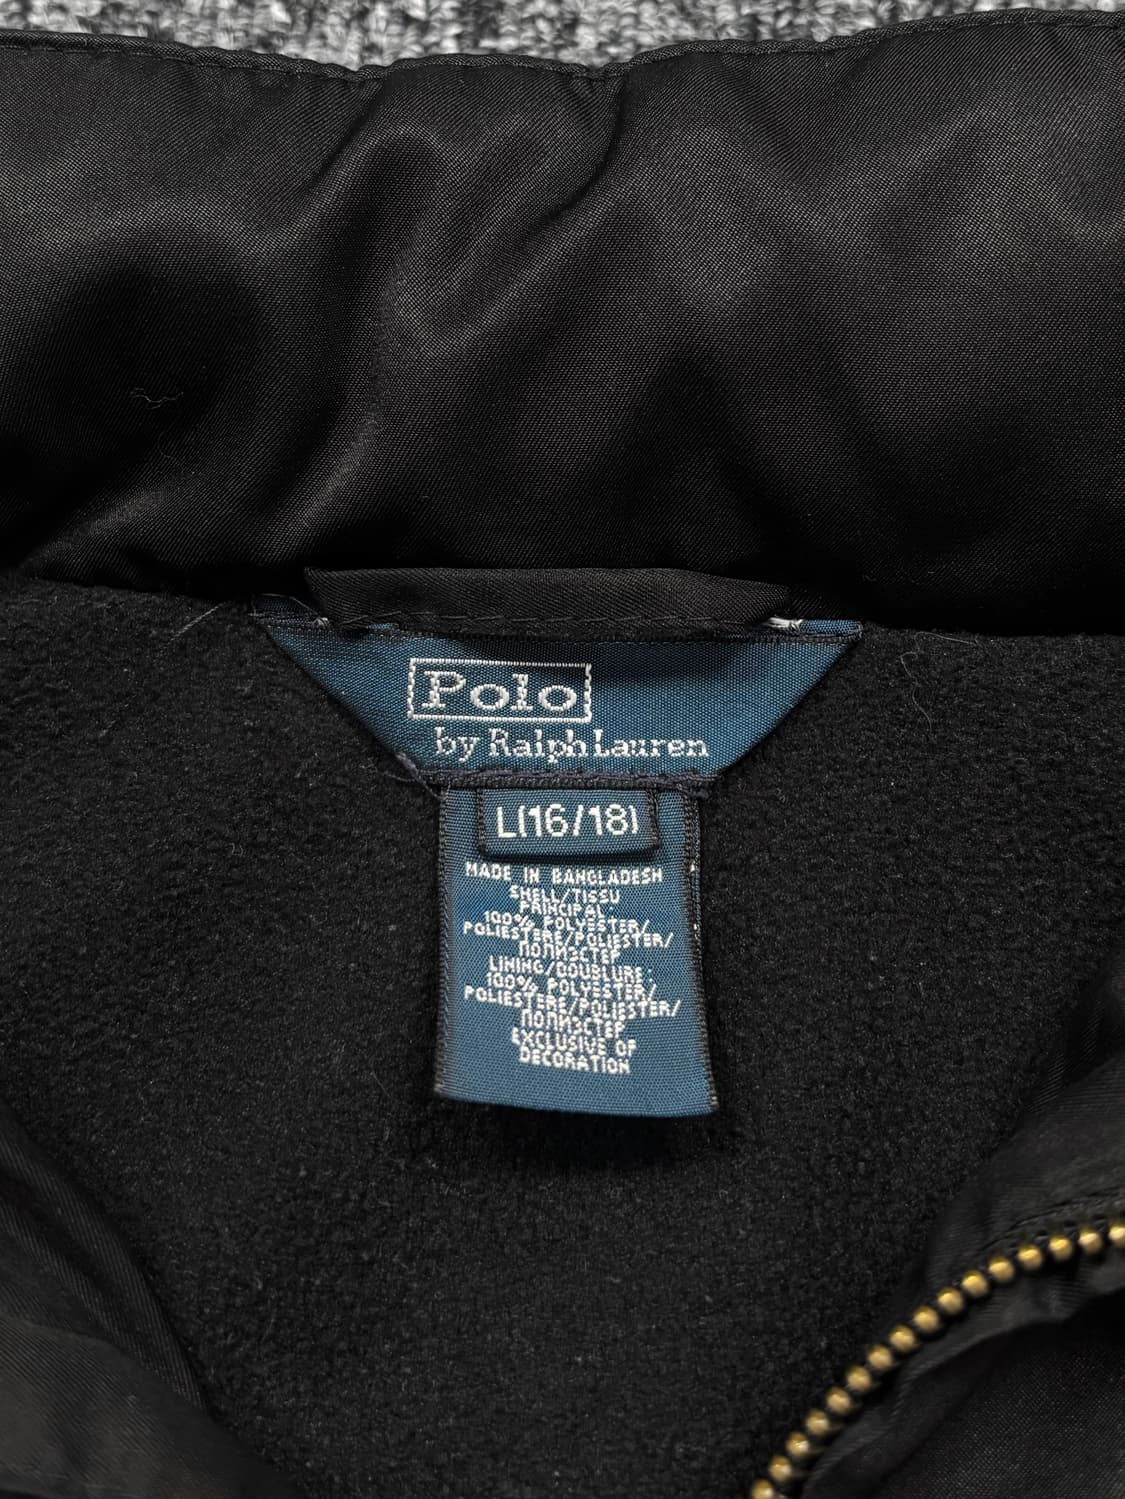 Polo
by Ralph Lauren
L(16/18)
MADE IN BANGLADESH
SHELL/TISSU
PRINCIPAL
100% POLYESTER/
POLIESTERE/POLIESTER/
ПОЛИЭСТЕР
LINING/DOUBLURE:
100% POLYESTER/
POLIESTERE/POLIESTER/
ПОЛИЭСТЕР
EXCLUSIVE OF
DECORATION